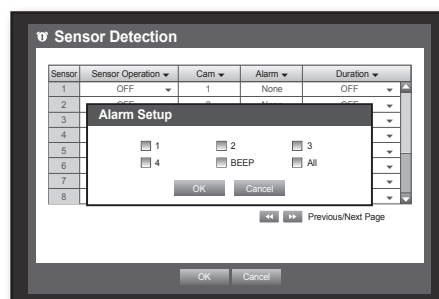 Sensor Detection
Sensor Sensor Operation Cam Alarm Duration
1 OFF 1 None OFF
2
3
4
5
6
7
8
Alarm Setup
1 2 3
4 BEEP All
OK Cancel
Previous/Next Page
OK Cancel